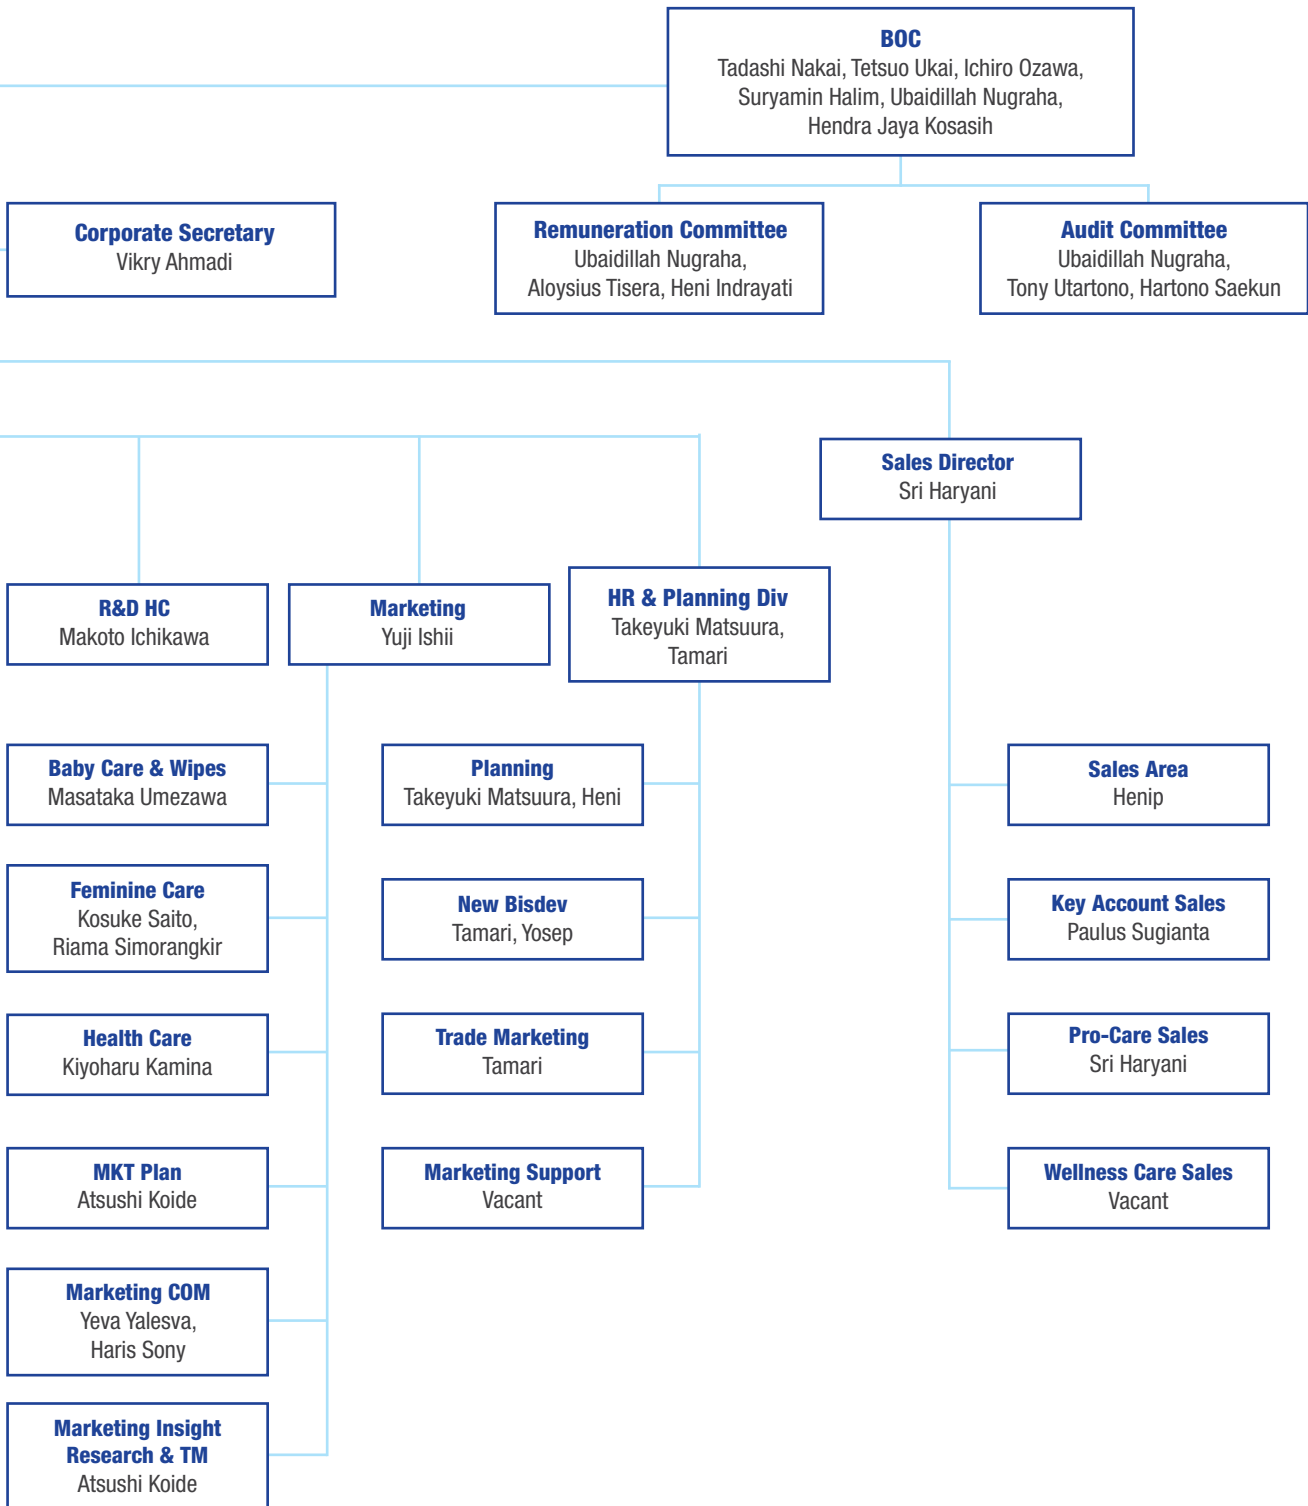 BOC
Tadashi Nakai, Tetsuo Ukai, Ichiro Ozawa,
Suryamin Halim, Ubaidillah Nugraha,
Hendra Jaya Kosasih
Corporate Secretary
Vikry Ahmadi
Remuneration Committee
Ubaidillah Nugraha,
Aloysius Tisera, Heni Indrayati
Audit Committee
Ubaidillah Nugraha,
Tony Utartono, Hartono Saekun
Sales Director
Sri Haryani
R&D HC
Makoto Ichikawa
Marketing
Yuji Ishii
HR & Planning Div
Takeyuki Matsuura,
Tamari
Baby Care & Wipes
Masataka Umezawa
Feminine Care
Kosuke Saito,
Riama Simorangkir
Health Care
Kiyoharu Kamina
MKT Plan
Atsushi Koide
Marketing COM
Yeva Yalesva,
Haris Sony
Marketing Insight
Research & TM
Atsushi Koide
Planning
Takeyuki Matsuura, Heni
New Bisdev
Tamari, Yosep
Trade Marketing
Tamari
Marketing Support
Vacant
Sales Area
Henip
Key Account Sales
Paulus Sugianta
Pro-Care Sales
Sri Haryani
Wellness Care Sales
Vacant